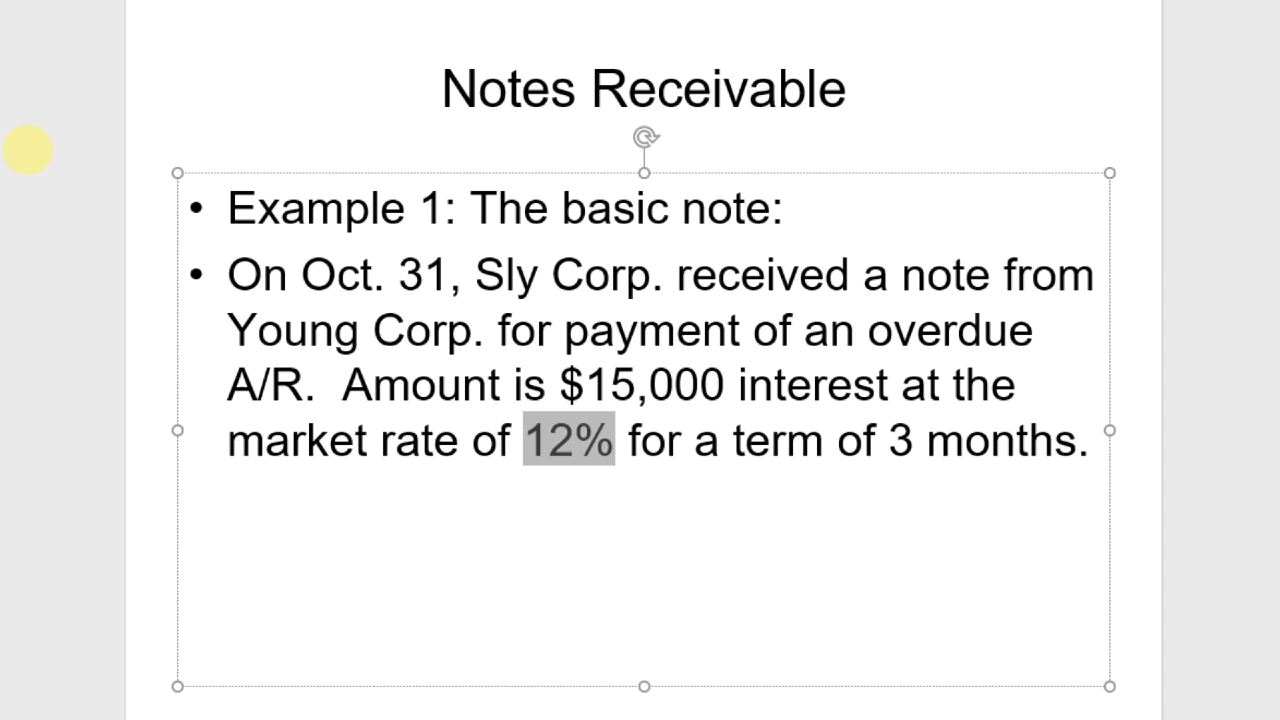 Notes Receivable
• Example 1: The basic note:
• On Oct. 31, Sly Corp. received a note from
Young Corp. for payment of an overdue
A/R.  Amount is $15,000 interest at the
market rate of 12% for a term of 3 months.